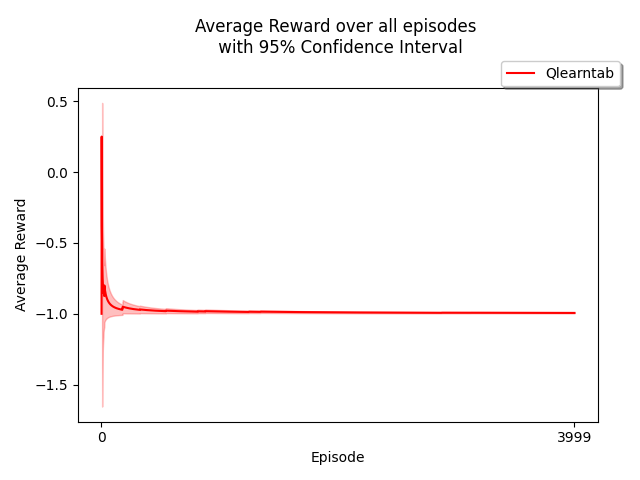 Average Reward over all episodes
with 95% Confidence Interval
Qlearntab
0.5
0.0
−0.5
−1.0
−1.5
Average Reward
0
3999
Episode